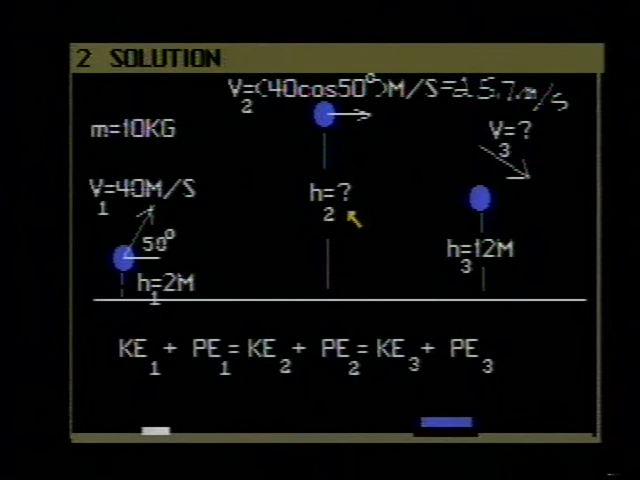 2 SOLUTION
V₂=(40cos50°)M/S=25.7m/s
m=10KG
V₃=?
V₁=40M/S
h₂=?
50°
h₃=12M
h₁=2M
KE₁+ PE₁=KE₂+ PE₂=KE₃+ PE₃